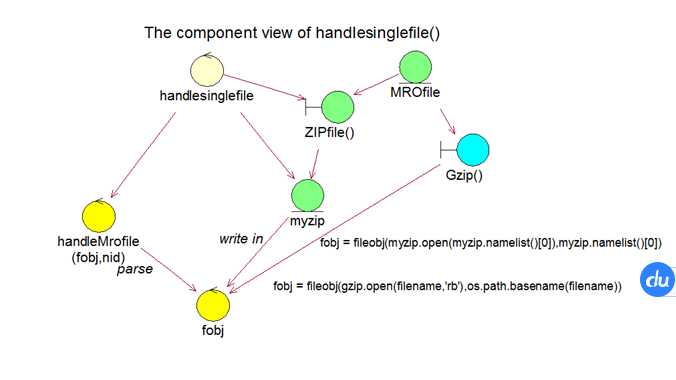 The component view of handlesinglefile()
handlesinglefile
MROfile
ZIPfile()
Gzip()
myzip
handleMrofile
(fobj,nid)
write in
fobj = fileobj(myzip.open(myzip.namelist()[0]),myzip.namelist()[0])
parse
fobj = fileobj(gzip.open(filename,'rb'),os.path.basename(filename))
du
fobj